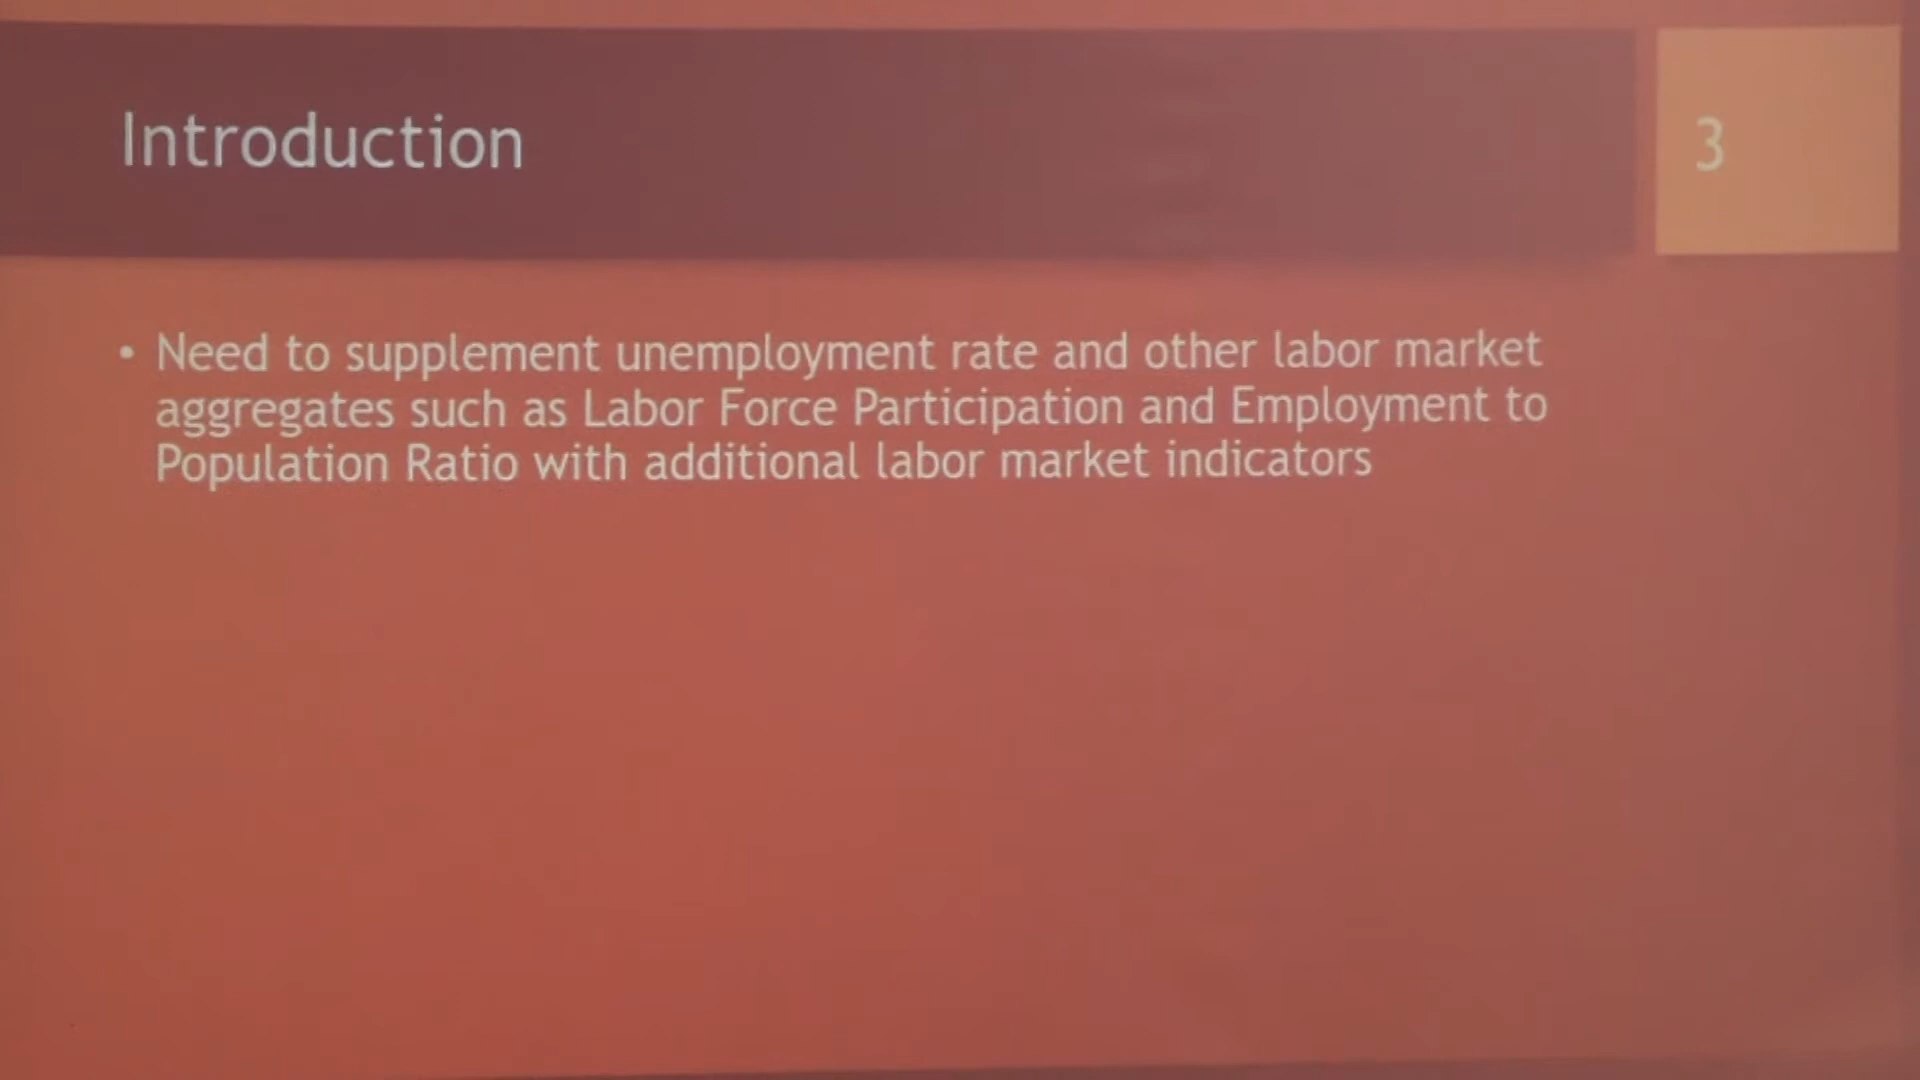 Introduction
3
• Need to supplement unemployment rate and other labor market
aggregates such as Labor Force Participation and Employment to
Population Ratio with additional labor market indicators